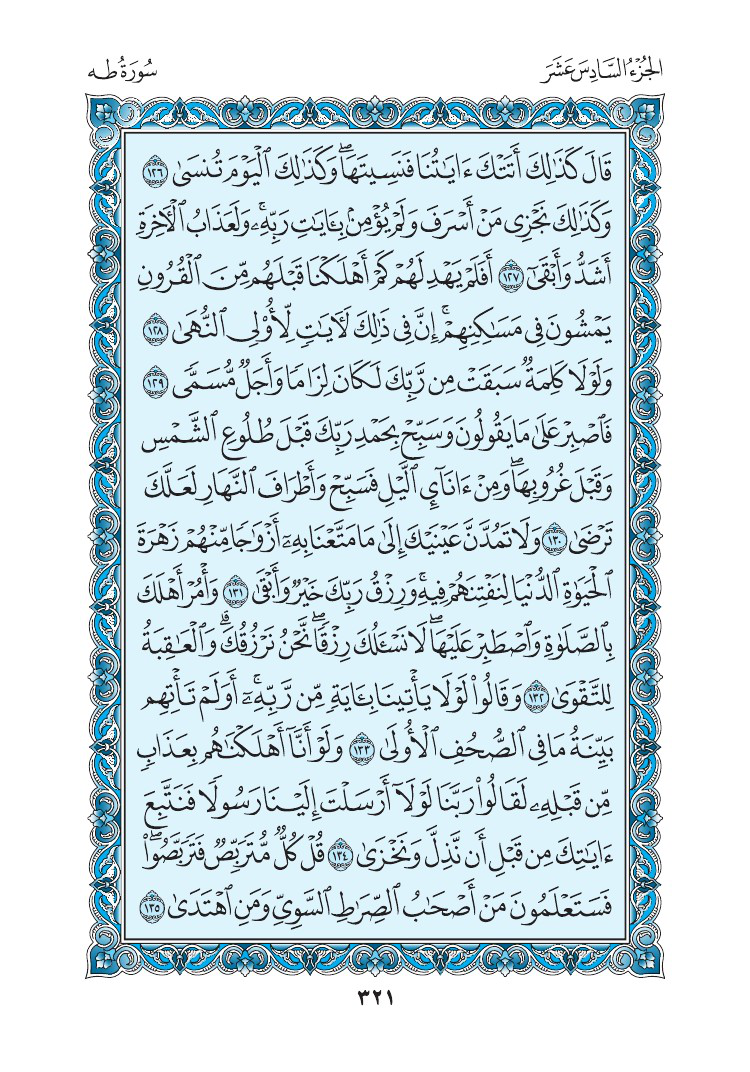 الجُزْءُ السَّادِسَ عَشَرَ
سُورَةُ طه
قَالَ كَذَٰلِكَ أَتَتْكَ ءَايَٰتُنَا فَنَسِيتَهَاۖ وَكَذَٰلِكَ ٱلْيَوْمَ تُنسَىٰ ١٢٦
وَكَذَٰلِكَ نَجْزِى مَنْ أَسْرَفَ وَلَمْ يُؤْمِنۢ بِـَٔايَٰتِ رَبِّهِۦۚ وَلَعَذَابُ ٱلْـَٔاخِرَةِ
أَشَدُّ وَأَبْقَىٰٓ ١٢٧ أَفَلَمْ يَهْدِ لَهُمْ كَمْ أَهْلَكْنَا قَبْلَهُم مِّنَ ٱلْقُرُونِ
يَمْشُونَ فِى مَسَٰكِنِهِمْۗ إِنَّ فِى ذَٰلِكَ لَـَٔايَٰتٍ لِّأُو۟لِى ٱلنُّهَىٰ ١٢٨
وَلَوْلَا كَلِمَةٌ سَبَقَتْ مِن رَّبِّكَ لَكَانَ لِزَامًا وَأَجَلٌ مُّسَمًّى ١٢٩
فَٱصْبِرْ عَلَىٰ مَا يَقُولُونَ وَسَبِّحْ بِحَمْدِ رَبِّكَ قَبْلَ طُلُوعِ ٱلشَّمْسِ
وَقَبْلَ غُرُوبِهَاۖ وَمِنْ ءَانَآئِ ٱلَّيْلِ فَسَبِّحْ وَأَطْرَافَ ٱلنَّهَارِ لَعَلَّكَ
تَرْضَىٰ ١٣٠ وَلَا تَمُدَّنَّ عَيْنَيْكَ إِلَىٰ مَا مَتَّعْنَا بِهِۦٓ أَزْوَٰجًا مِّنْهُمْ زَهْرَةَ
ٱلْحَيَوٰةِ ٱلدُّنْيَا لِنَفْتِنَهُمْ فِيهِۚ وَرِزْقُ رَبِّكَ خَيْرٌ وَأَبْقَىٰ ١٣١ وَأْمُرْ أَهْلَكَ
بِٱلصَّلَوٰةِ وَٱصْطَبِرْ عَلَيْهَاۖ لَا نَسْـَٔلُكَ رِزْقًاۖ نَّحْنُ نَرْزُقُكَۗ وَٱلْعَٰقِبَةُ
لِلتَّقْوَىٰ ١٣٢ وَقَالُوا۟ لَوْلَا يَأْتِينَا بِـَٔايَةٍ مِّن رَّبِّهِۦٓۚ أَوَلَمْ تَأْتِهِم
بَيِّنَةُ مَا فِى ٱلصُّحُفِ ٱلْأُولَىٰ ١٣٣ وَلَوْ أَنَّآ أَهْلَكْنَٰهُم بِعَذَابٍ
مِّن قَبْلِهِۦ لَقَالُوا۟ رَبَّنَا لَوْلَآ أَرْسَلْتَ إِلَيْنَا رَسُولًا فَنَتَّبِعَ
ءَايَٰتِكَ مِن قَبْلِ أَن نَّذِلَّ وَنَخْزَىٰ ١٣٤ قُلْ كُلٌّ مُّتَرَبِّصٌ فَتَرَبَّصُوا۟ۖ
فَسَتَعْلَمُونَ مَنْ أَصْحَٰبُ ٱلصِّرَٰطِ ٱلسَّوِىِّ وَمَنِ ٱهْتَدَىٰ ١٣٥
٣٢١